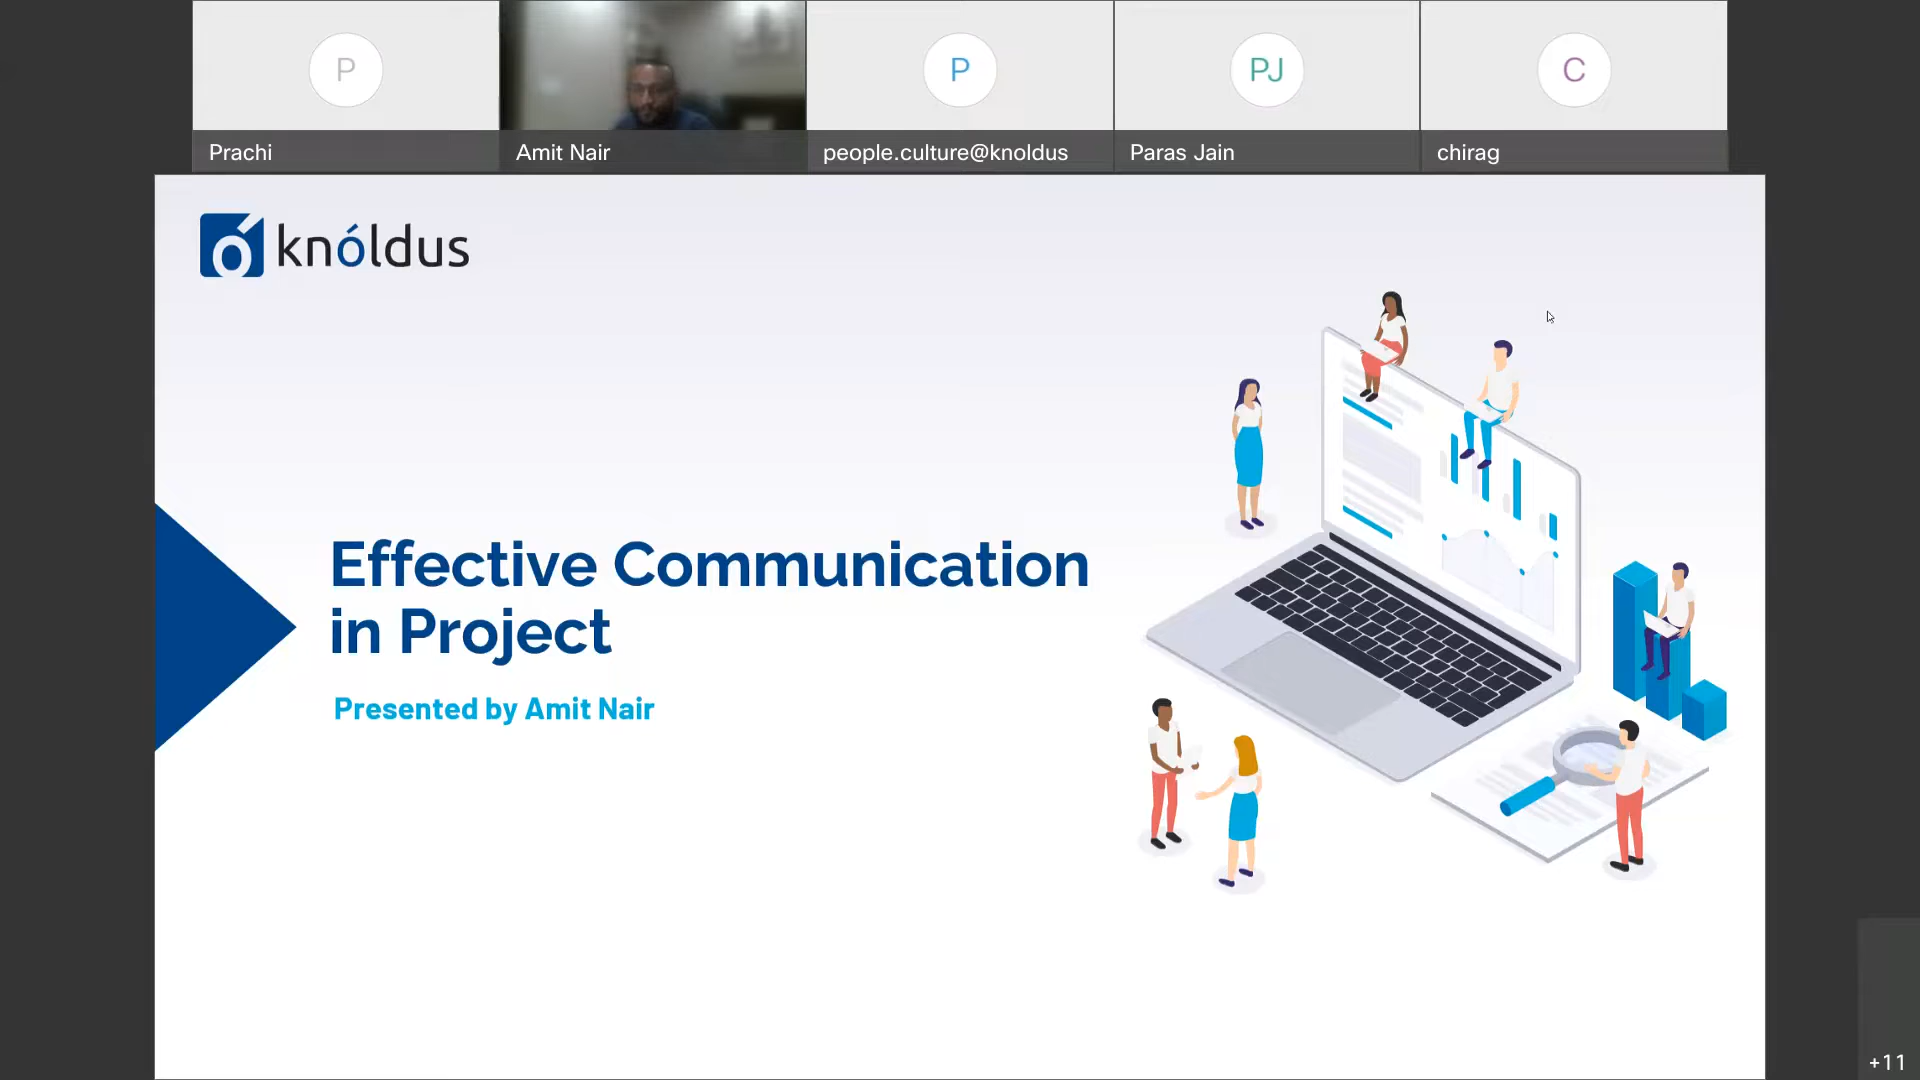 P
PJ
P
C
Prachi
Amit Nair
people.culture@knoldus
Paras Jain
chirag
knóldus
Effective Communication
in Project
Presented by Amit Nair
+11